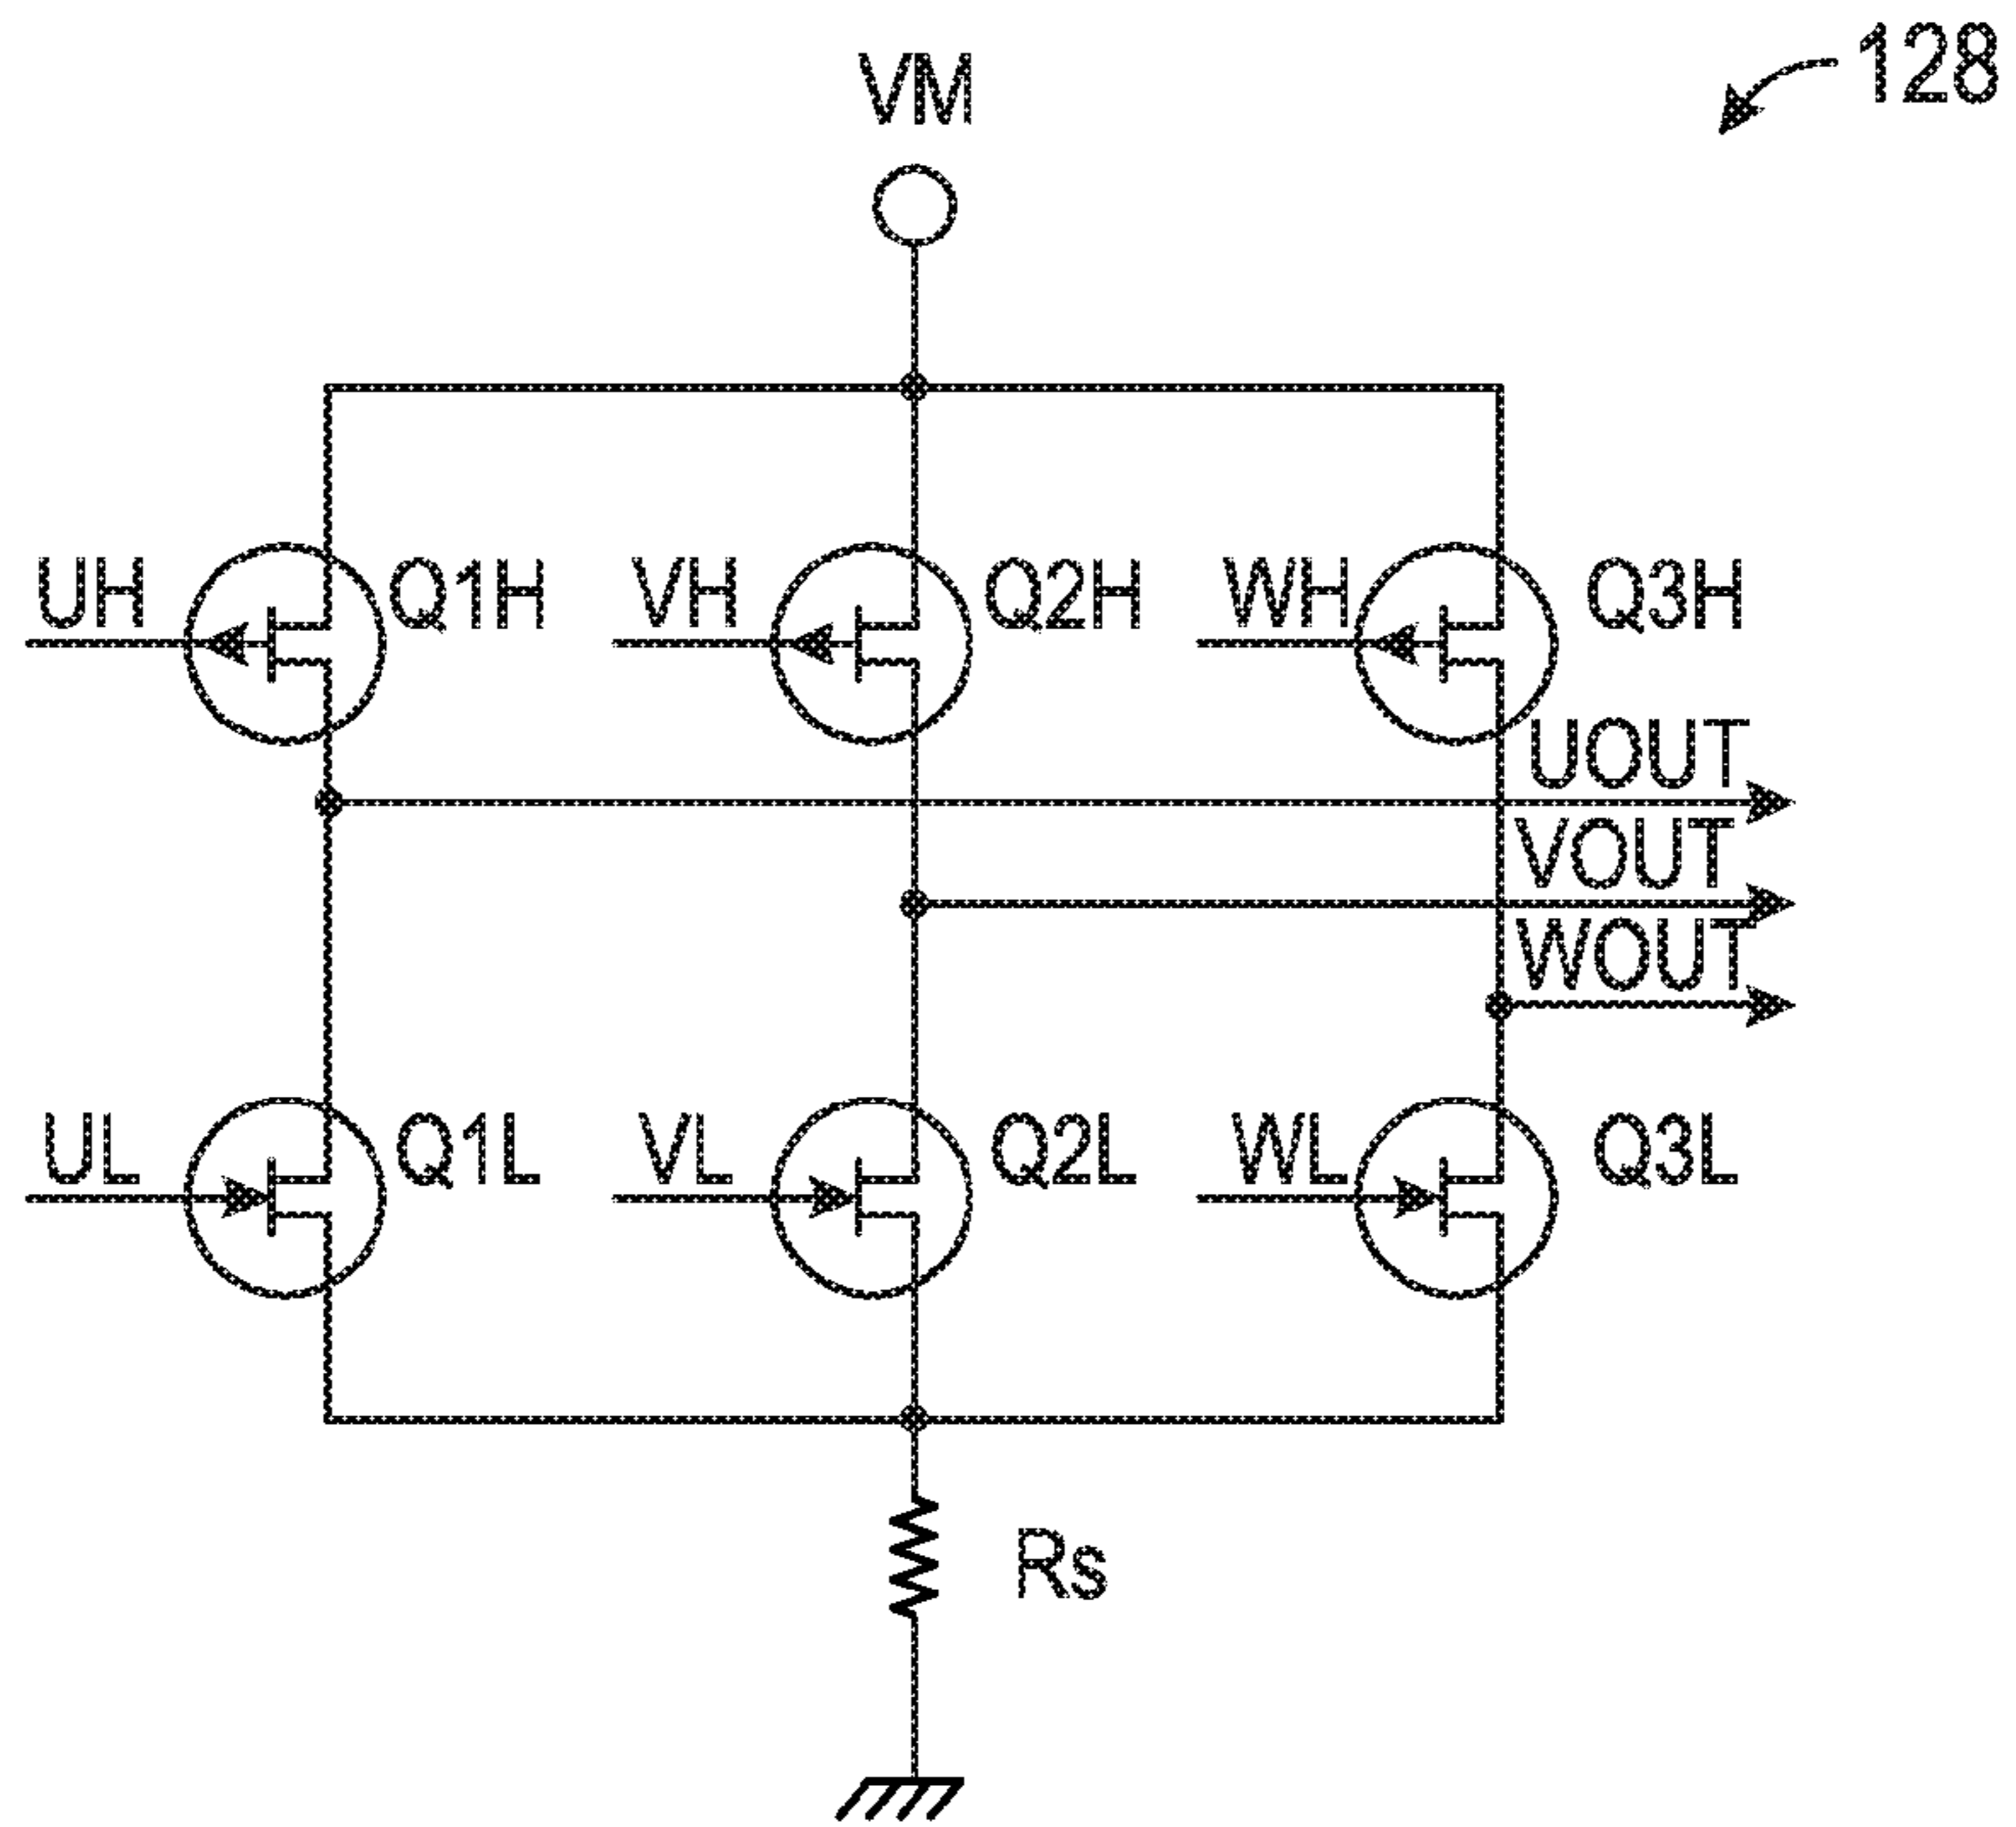 128
VM
UH Q1H VH Q2H WH Q3H
UOUT
VOUT
WOUT
UL Q1L VL Q2L WL Q3L
Rs